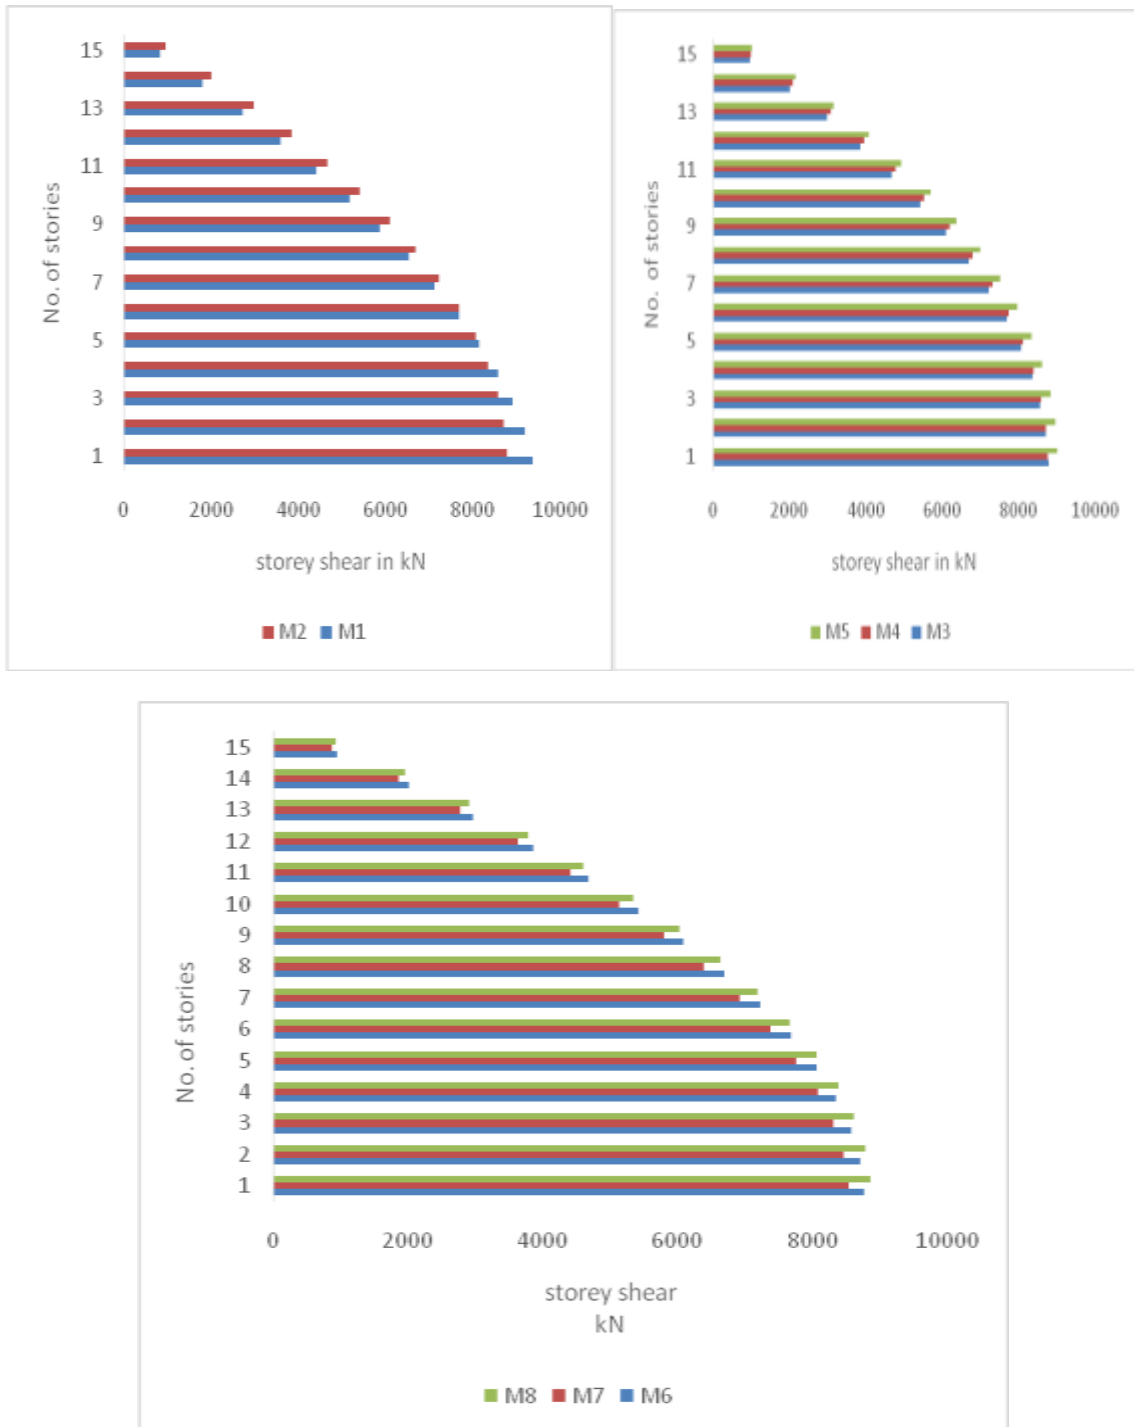 No. of stories
15
13
11
9
7
5
3
1
0 2000 4000 6000 8000 10000
storey shear in kN
M2 M1
No. of stories
15
13
11
9
7
5
3
1
0 2000 4000 6000 8000 10000
storey shear in kN
M5 M4 M3
No. of stories
15
14
13
12
11
10
9
8
7
6
5
4
3
2
1
0 2000 4000 6000 8000 10000
storey shear
kN
M8 M7 M6